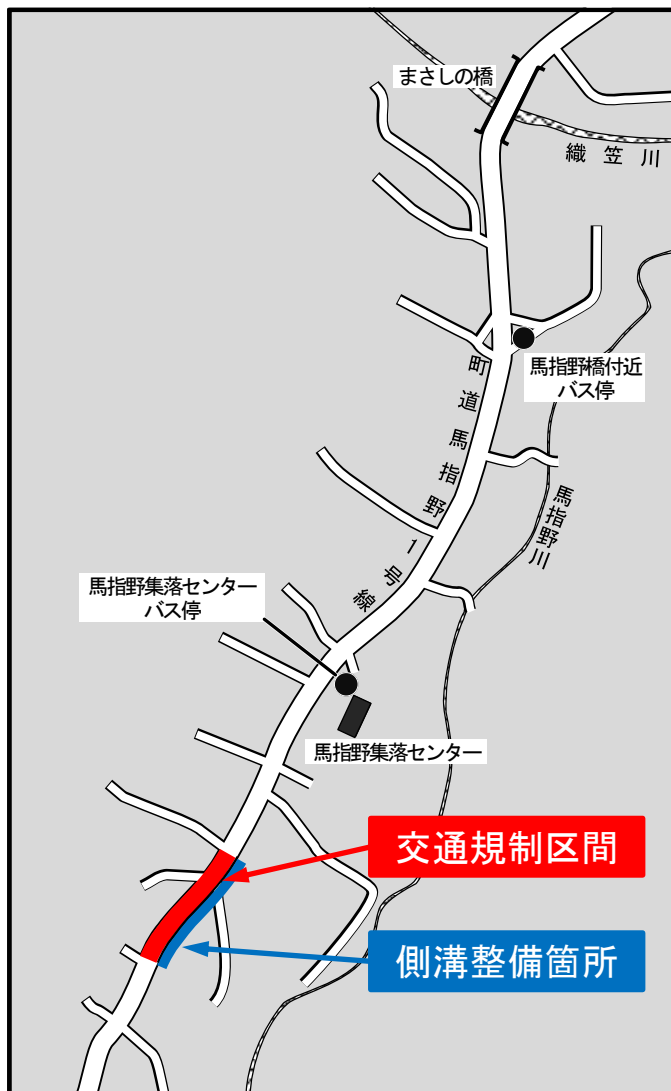 まさしの橋
織笠川
馬指野橋付近
バス停
町道馬指野1号線
馬指野川
馬指野集落センター
バス停
馬指野集落センター
交通規制区間
側溝整備箇所